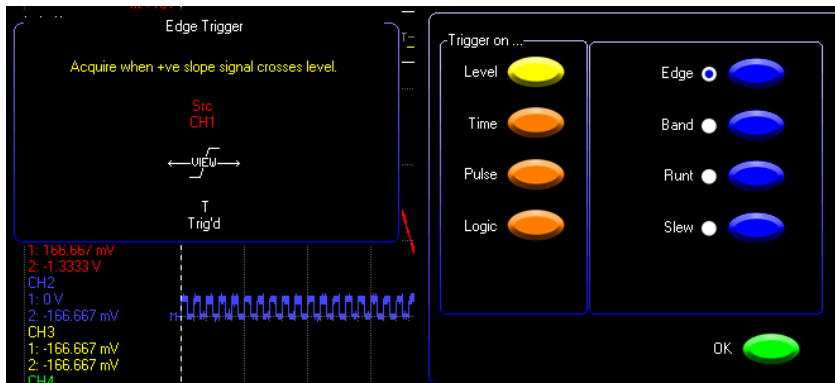 Edge Trigger
Acquire when +ve slope signal crosses level.
Src
CH1
VIEW
T
Trig'd
1: 166.667 mV
2: -1.3333 V
CH2
1: 0 V
2: -166.667 mV
CH3
1: -166.667 mV
2: -166.667 mV
CH4
T
M
Trigger on ...
Level
Time
Pulse
Logic
Edge
Band
Runt
Slew
OK